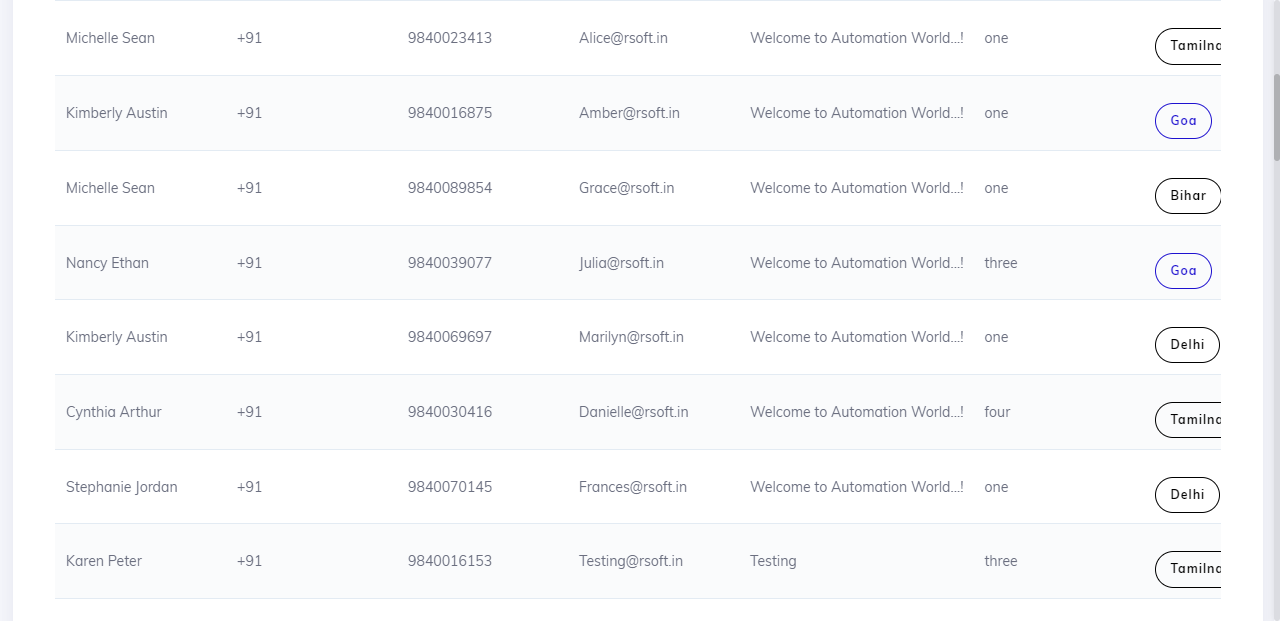 Michelle Sean +91 9840023413 Alice@rsoft.in Welcome to Automation World...! one
Kimberly Austin +91 9840016875 Amber@rsoft.in Welcome to Automation World...! one Goa
Michelle Sean +91 9840089854 Grace@rsoft.in Welcome to Automation World...! one Bihar
Nancy Ethan +91 9840039077 Julia@rsoft.in Welcome to Automation World...! three Goa
Kimberly Austin +91 9840069697 Marilyn@rsoft.in Welcome to Automation World...! one Delhi
Cynthia Arthur +91 9840030416 Danielle@rsoft.in Welcome to Automation World...! four
Stephanie Jordan +91 9840070145 Frances@rsoft.in Welcome to Automation World...! one Delhi
Karen Peter +91 9840016153 Testing@rsoft.in Testing three